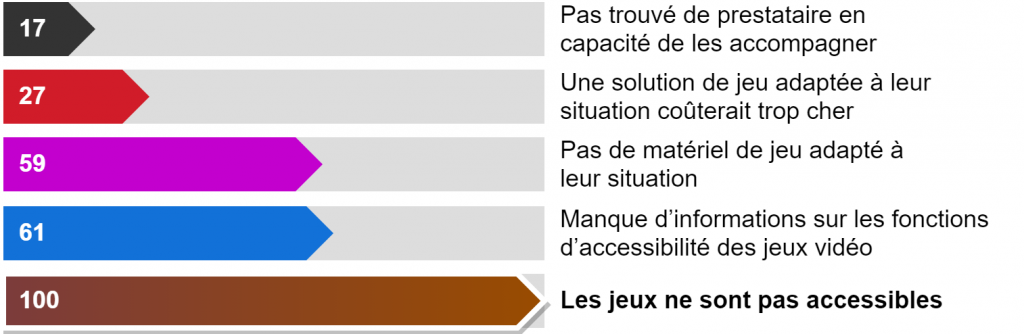 17
Pas trouvé de prestataire en
capacité de les accompagner
27
Une solution de jeu adaptée à leur
situation coûterait trop cher
59
Pas de matériel de jeu adapté à
leur situation
61
Manque d’informations sur les fonctions
d’accessibilité des jeux vidéo
100
Les jeux ne sont pas accessibles